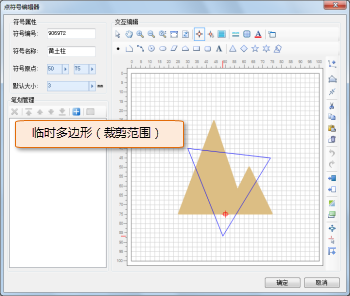 点符号编辑器
符号属性
交互编辑
符号编号: 906972
符号名称: 黄土柱
符号原点: 50 75
默认大小: 3
笔划管理
临时多边形（裁剪范围）
确定
取消